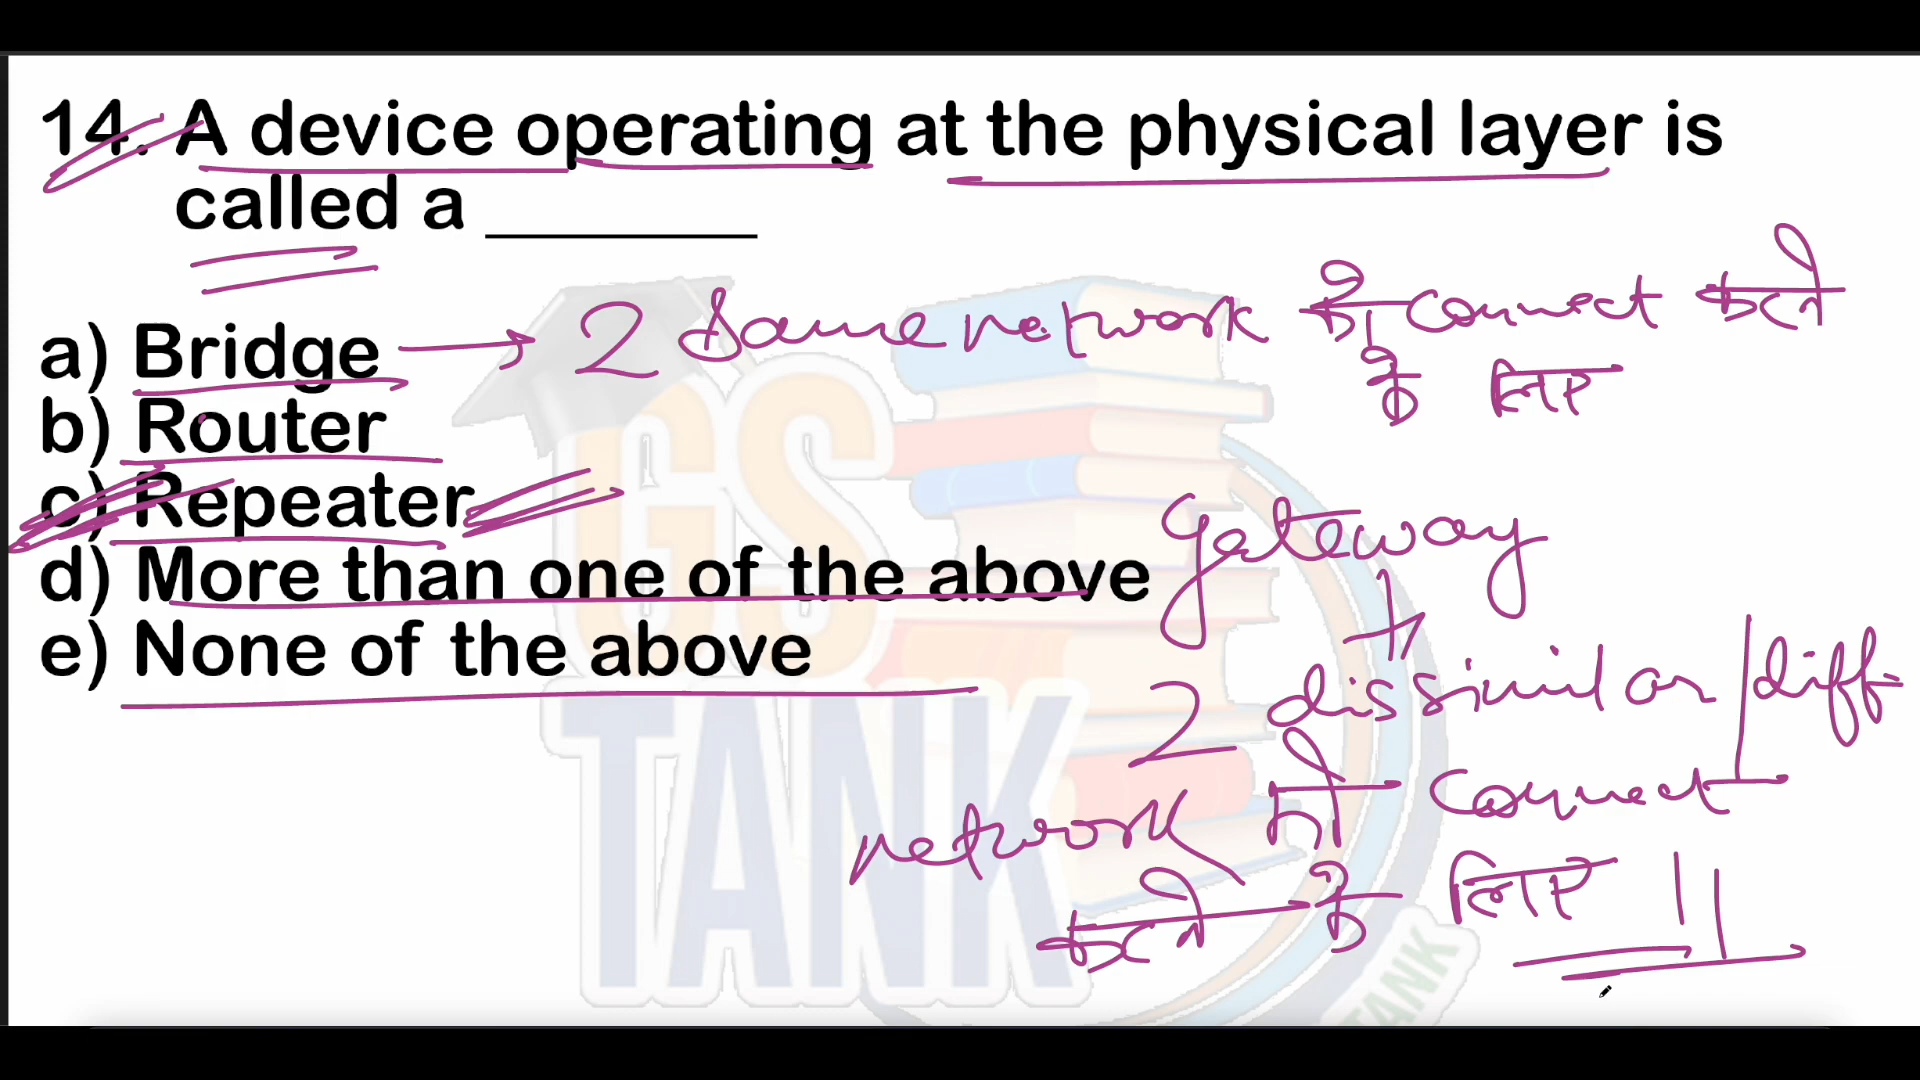 14. A device operating at the physical layer is
called a ________
a) Bridge → 2 Same network को connect करने
के लिए
b) Router
c) Repeater
d) More than one of the above
e) None of the above
Gateway
2 dissimilar / diff
network को connect
करने के लिए ||
GS
TANK
TANK